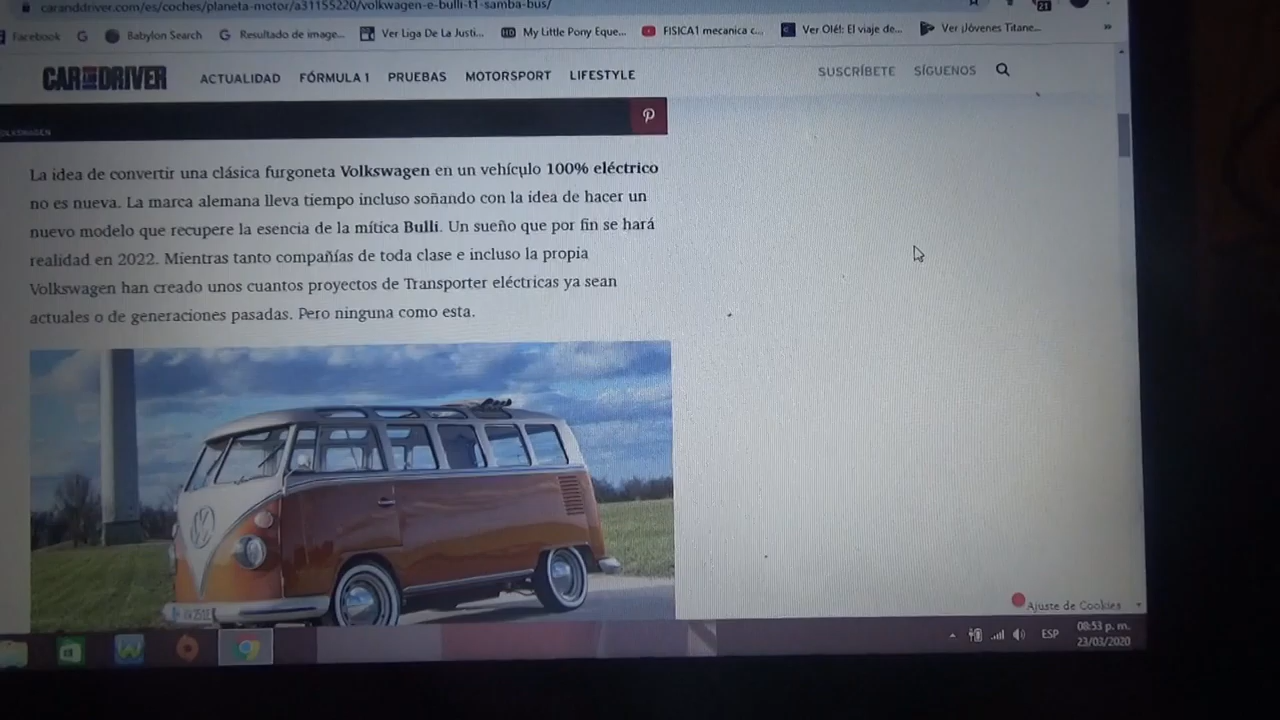 caranddriver.com/es/coches/planeta-motor/a31155220/volkwagen-e-bulli-t1-samba-bus/
21
Facebook
Babylon Search
Resultado de image...
Ver Liga De La Justi...
My Little Pony Eque...
FISICA1 mecanica c...
Ver Olé!: El viaje de...
Ver ¡Jóvenes Titane...
»
CAR AND DRIVER
ACTUALIDAD
FÓRMULA 1
PRUEBAS
MOTORSPORT
LIFESTYLE
SUSCRÍBETE
SÍGUENOS
VOLKSWAGEN
La idea de convertir una clásica furgoneta Volkswagen en un vehículo 100% eléctrico
no es nueva. La marca alemana lleva tiempo incluso soñando con la idea de hacer un
nuevo modelo que recupere la esencia de la mítica Bulli. Un sueño que por fin se hará
realidad en 2022. Mientras tanto compañías de toda clase e incluso la propia
Volkswagen han creado unos cuantos proyectos de Transporter eléctricas ya sean
actuales o de generaciones pasadas. Pero ninguna como esta.
Ajuste de Cookies
ESP
08:53 p. m.
23/03/2020